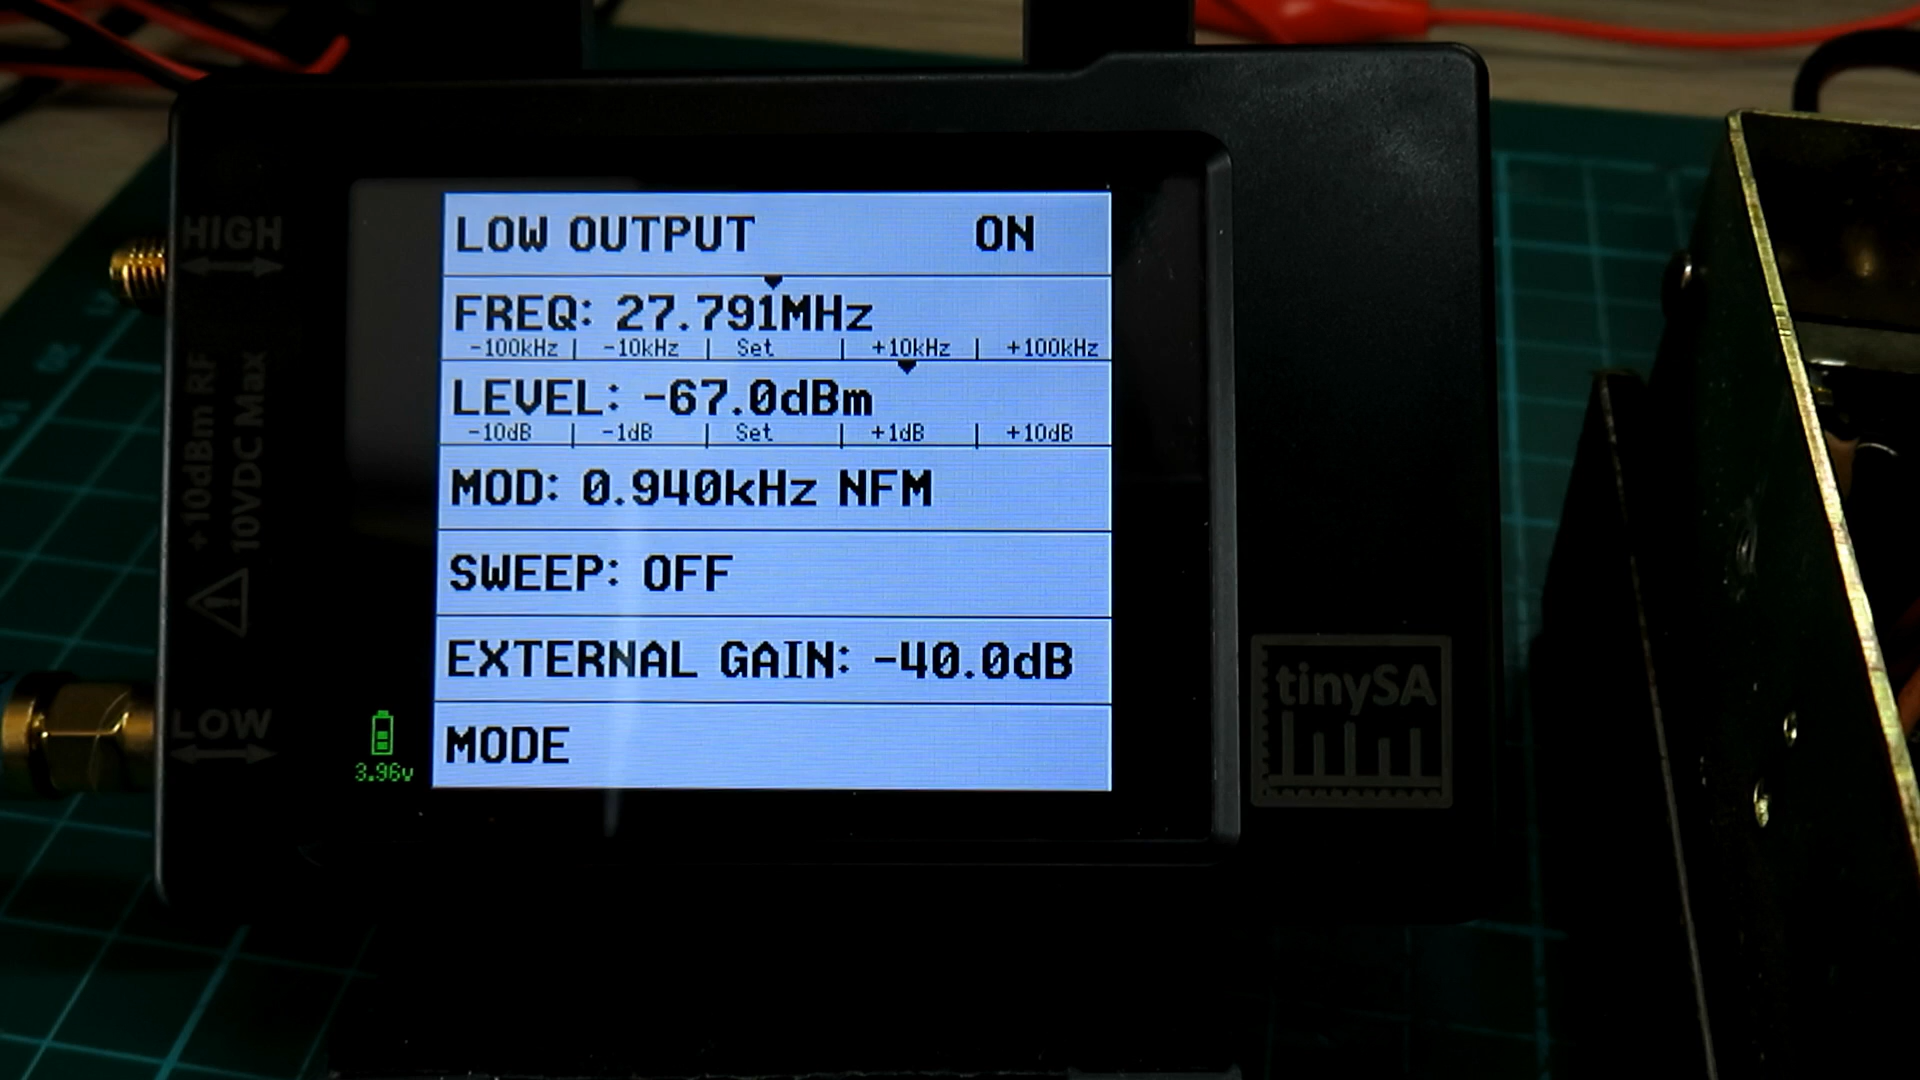 HIGH
+10dBm RF
10VDC Max
LOW
LOW OUTPUT ON
FREQ: 27.791MHz
-100kHz | -10kHz | Set | +10kHz | +100kHz
LEVEL: -67.0dBm
-10dB | -1dB | Set | +1dB | +10dB
MOD: 0.940kHz NFM
SWEEP: OFF
EXTERNAL GAIN: -40.0dB
MODE
3.96v
tinySA